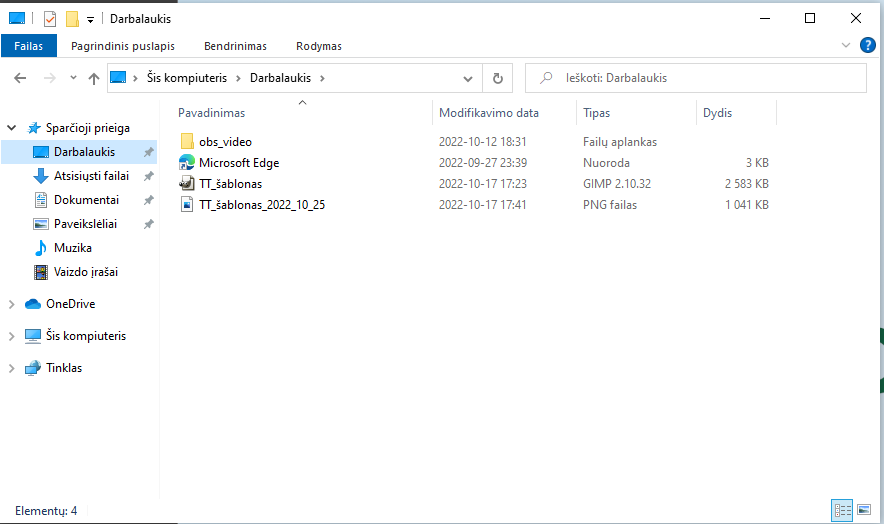 Darbalaukis
Failas Pagrindinis puslapis Bendrinimas Rodymas
Šis kompiuteris Darbalaukis Ieškoti: Darbalaukis
Pavadinimas Modifikavimo data Tipas Dydis
Sparčioji prieiga
Darbalaukis
Atsisiųsti failai
Dokumentai
Paveikslėliai
Muzika
Vaizdo įrašai
OneDrive
Šis kompiuteris
Tinklas
obs_video 2022-10-12 18:31 Failų aplankas
Microsoft Edge 2022-09-27 23:39 Nuoroda 3 KB
TT_šablonas 2022-10-17 17:23 GIMP 2.10.32 2 583 KB
TT_šablonas_2022_10_25 2022-10-17 17:41 PNG failas 1 041 KB
Elementų: 4